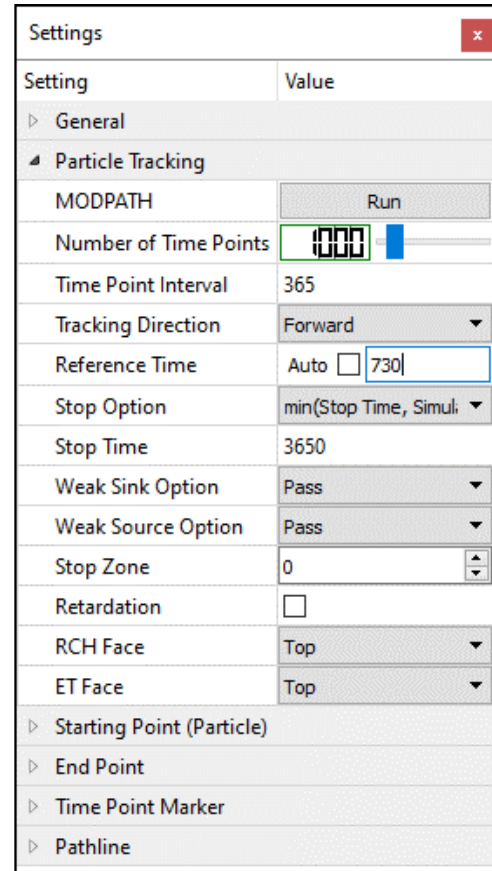 Settings
x
Setting Value
General
Particle Tracking
MODPATH Run
Number of Time Points 1000
Time Point Interval 365
Tracking Direction Forward
Reference Time Auto 730
Stop Option min(Stop Time, Simul
Stop Time 3650
Weak Sink Option Pass
Weak Source Option Pass
Stop Zone 0
Retardation
RCH Face Top
ET Face Top
Starting Point (Particle)
End Point
Time Point Marker
Pathline